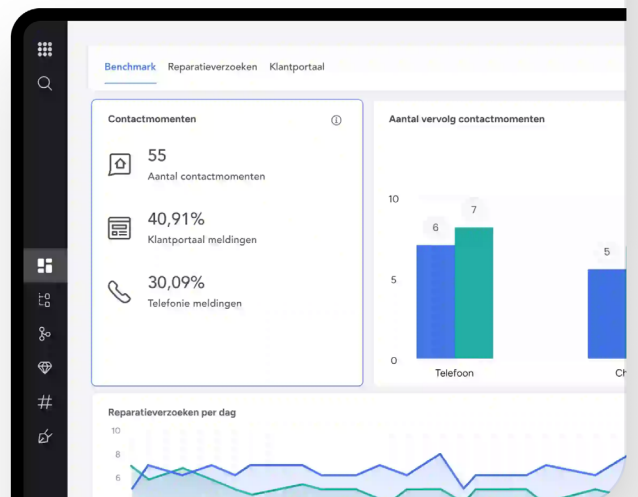 Benchmark Reparatieverzoeken Klantportaal
Contactmomenten
55
Aantal contactmomenten
40,91%
Klantportaal meldingen
30,09%
Telefonie meldingen
Aantal vervolg contactmomenten
10
7
6
5
5
0
Telefoon
Ch
Reparatieverzoeken per dag
10
8
6